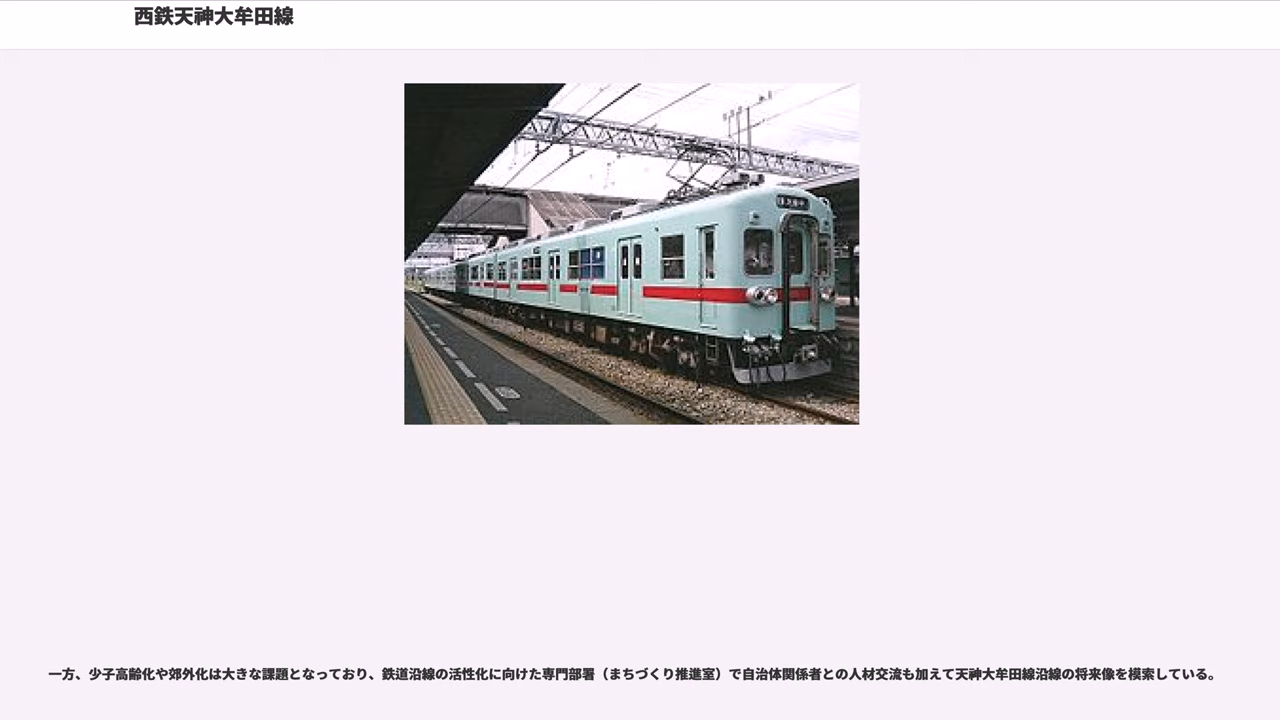 西鉄天神大牟田線
一方、少子高齢化や郊外化は大きな課題となっており、鉄道沿線の活性化に向けた専門部署（まちづくり推進室）で自治体関係者との人材交流も加えて天神大牟田線沿線の将来像を模索している。